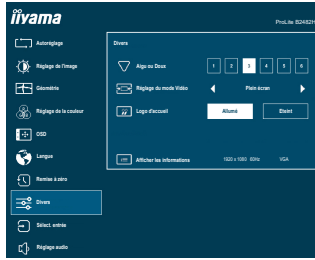 iiyama
ProLite B2482H
Autoréglage
Réglage de l'image
Géométrie
Réglage de la couleur
OSD
Langue
Remise à zéro
Divers
Sélect. entrée
Réglage audio
Divers
Aigu ou Doux
1 2 3 4 5 6
Réglage du mode Vidéo
Plein écran
Logo d'accueil
Allumé
Eteint
Afficher les informations
1920 x 1080 60Hz VGA